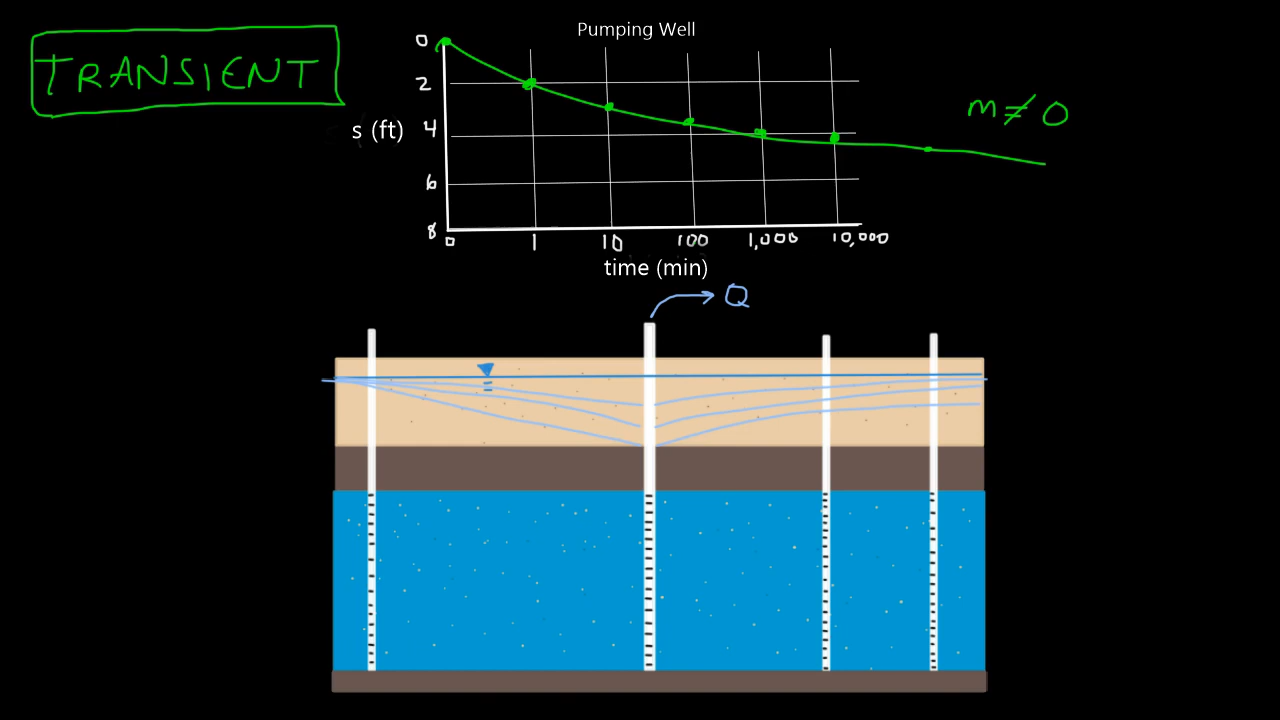 TRANSIENT
Pumping Well
0
2
4
6
8
s (ft)
m ≠ 0
0 1 10 100 1,000 10,000
time (min)
Q